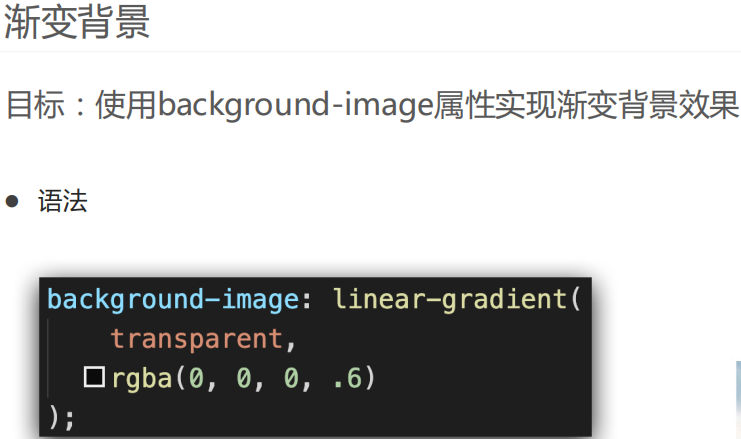 渐变背景
目标：使用background-image属性实现渐变背景效果
● 语法
background-image: linear-gradient(
transparent,
rgba(0, 0, 0, .6)
);